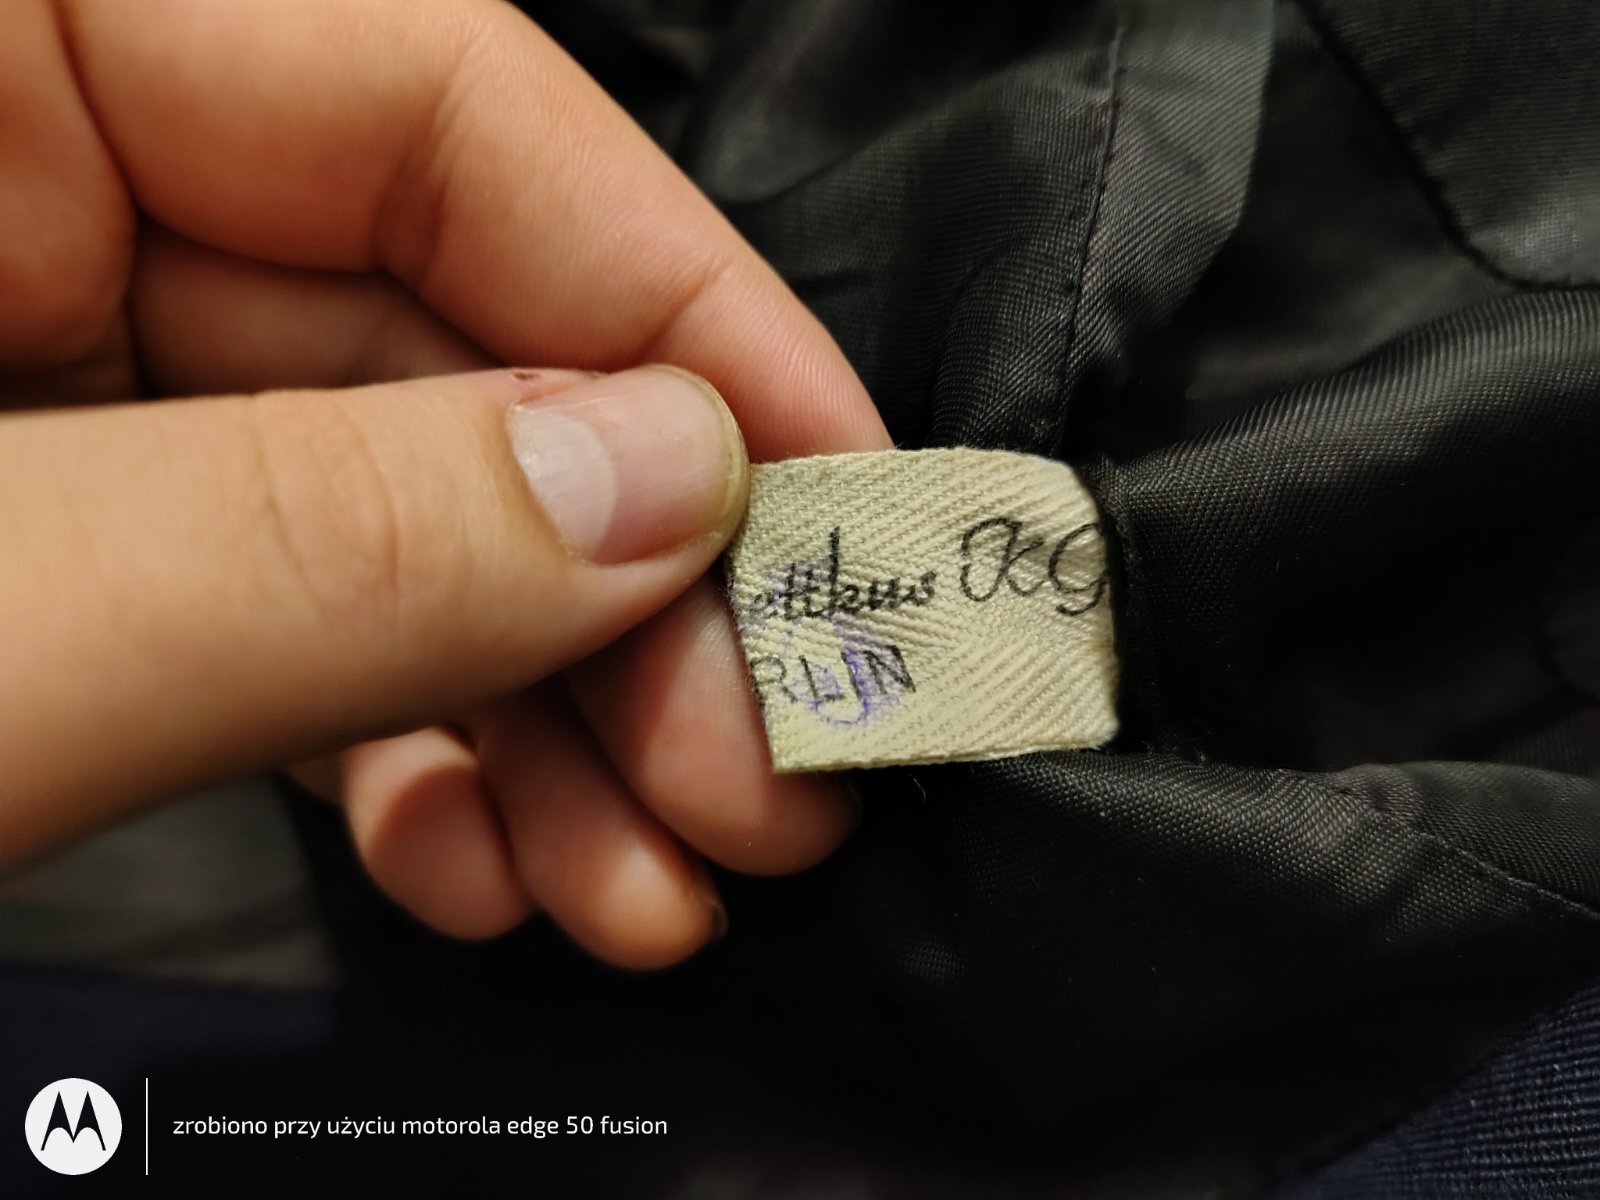 ettkus KG
RLIN
zrobiono przy użyciu motorola edge 50 fusion